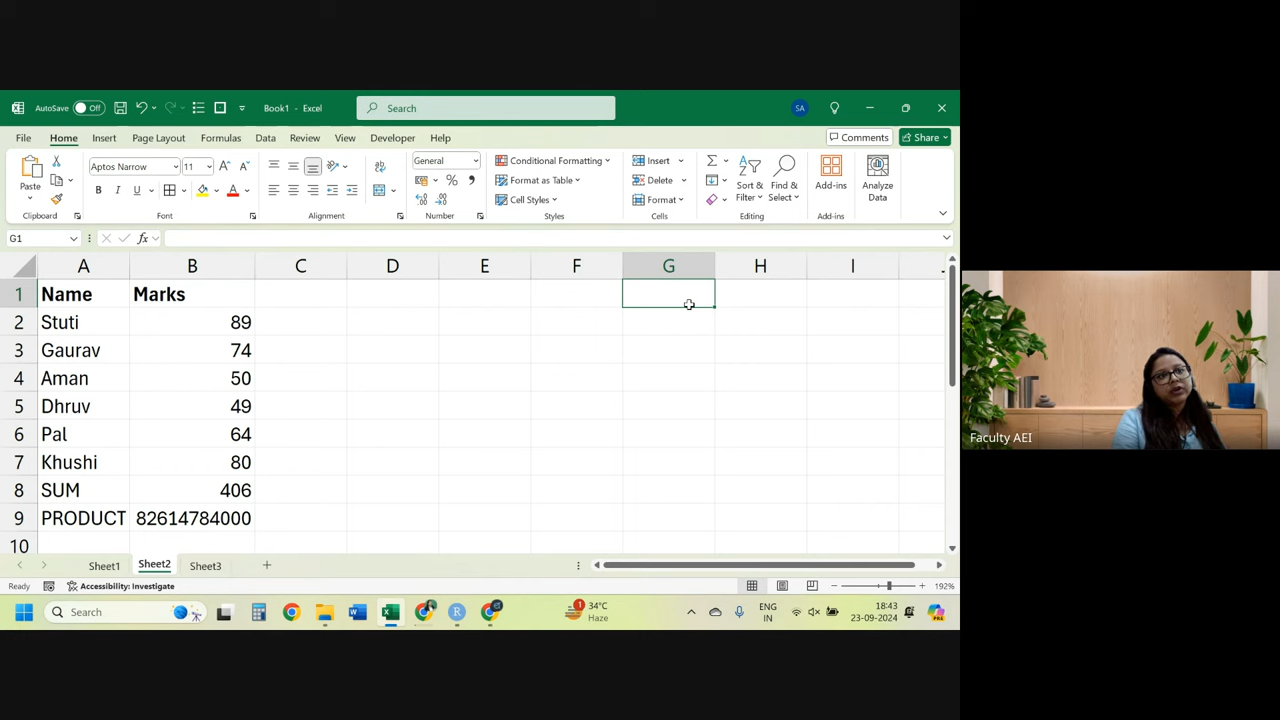 AutoSave Off Book1 - Excel Search SA
File Home Insert Page Layout Formulas Data Review View Developer Help Comments Share
Paste Aptos Narrow 11 B I U A General % Conditional Formatting Format as Table Cell Styles Insert Delete Format Sort & Filter Find & Select Add-ins Analyze Data
Clipboard Font Alignment Number Styles Cells Editing Add-ins
G1 fx
A B C D E F G H I
1 Name Marks
2 Stuti 89
3 Gaurav 74
4 Aman 50
5 Dhruv 49
6 Pal 64
7 Khushi 80
8 SUM 406
9 PRODUCT 82614784000
10
Faculty AEI
Sheet1 Sheet2 Sheet3
Ready Accessibility: Investigate 192%
Search 1 34°C Haze ENG IN 18:43 23-09-2024